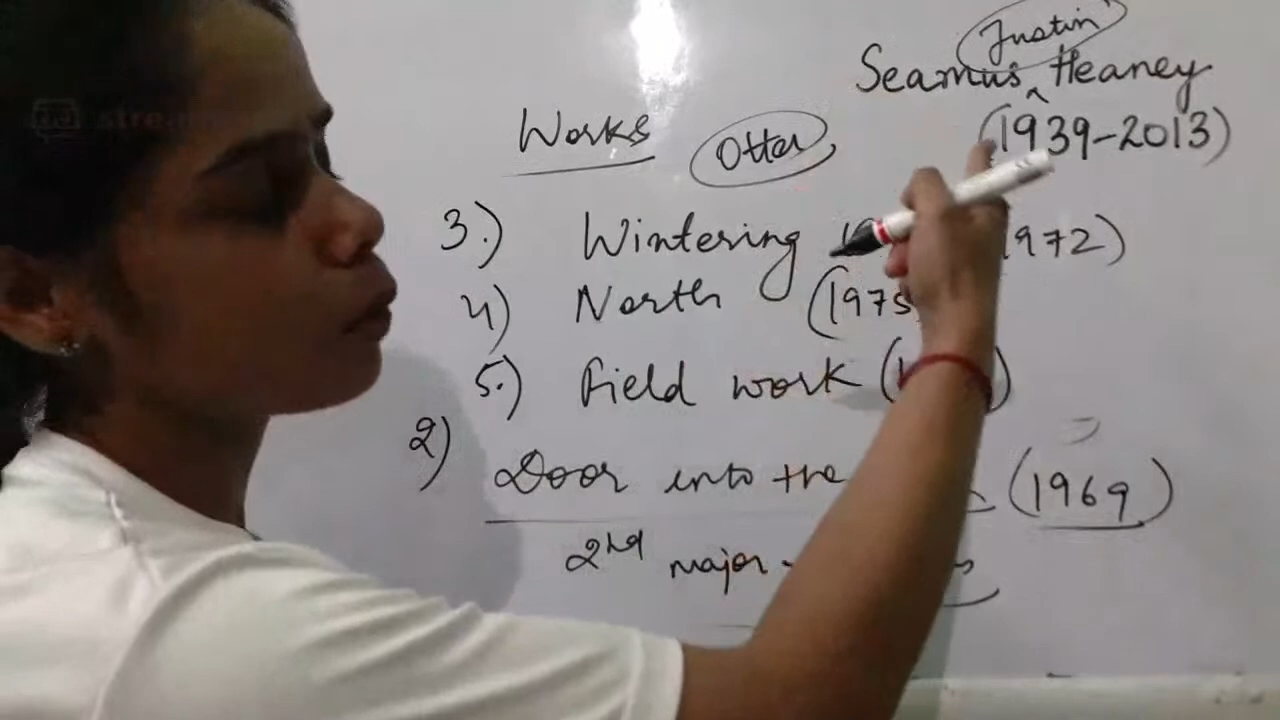 Justin
Seamus ^ Heaney
(1939-2013)
Works
Otter
3.) Wintering 1972)
4) North (1975
5.) Field work ( )
2) Door into the (1969)
2nd major